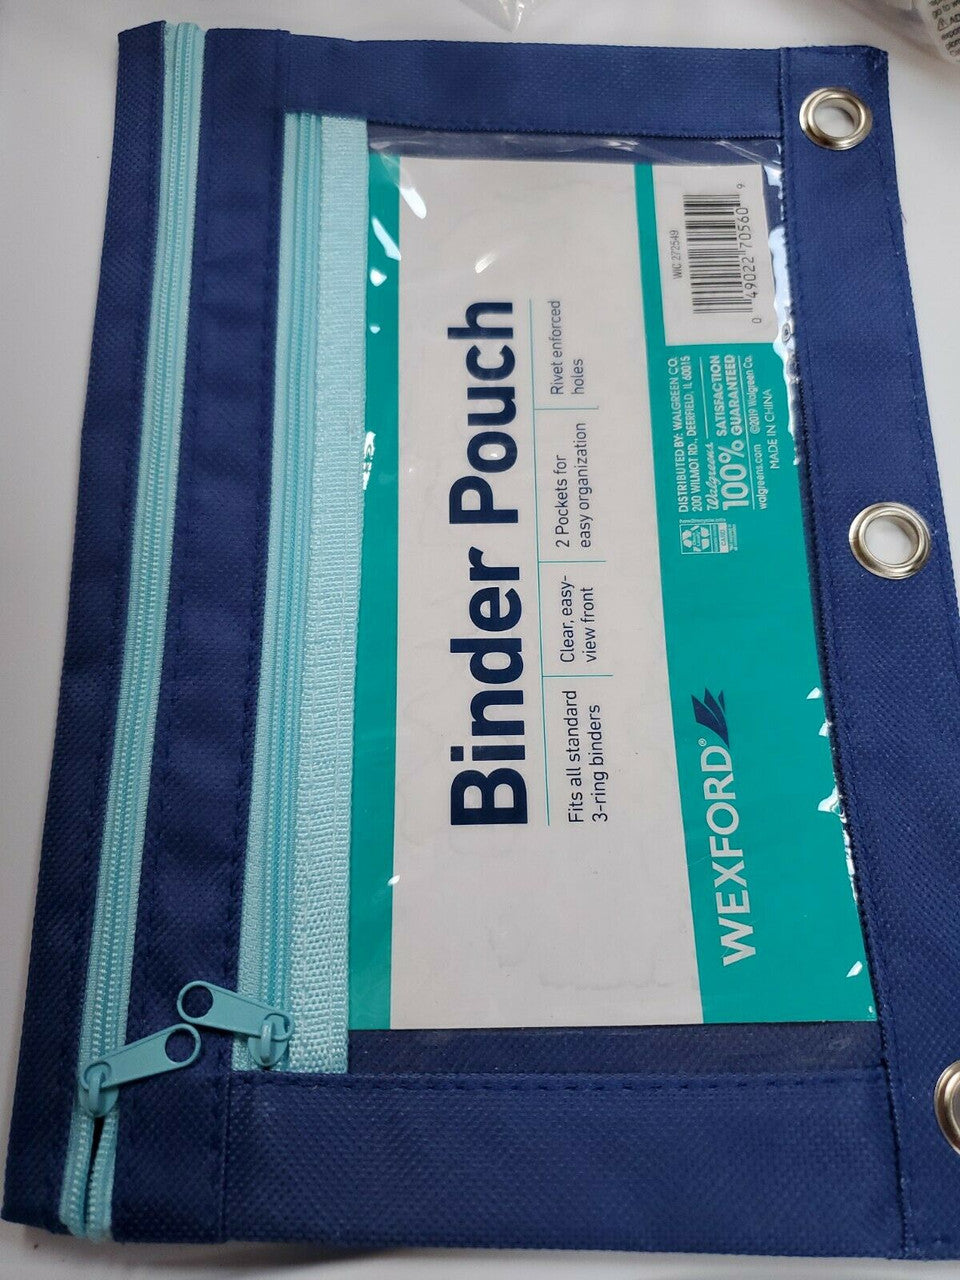 Binder Pouch
Fits all standard
3-ring binders
Clear, easy-
view front
2 Pockets for
easy organization
Rivet enforced
holes
WEXFORD®
DISTRIBUTED BY: WALGREEN CO.
200 WILMOT RD., DEERFIELD, IL 60015
Walgreens
100% SATISFACTION
GUARANTEED
walgreens.com ©2019 Walgreen Co.
MADE IN CHINA
WIC 272549
0 49022 70560 9